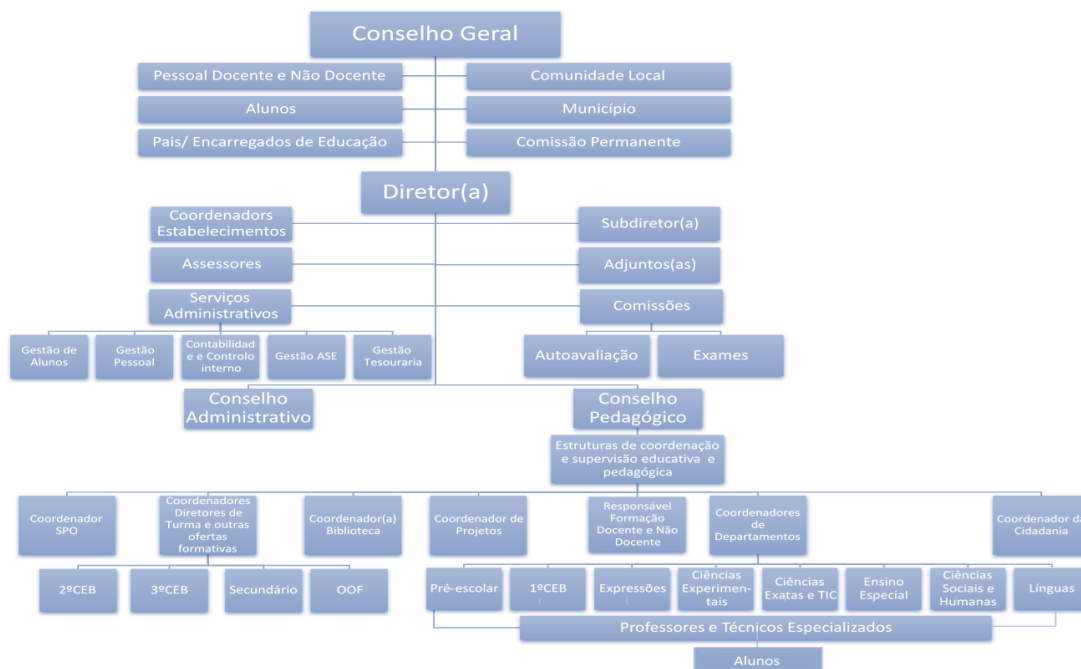 Conselho Geral
Pessoal Docente e Não Docente
Comunidade Local
Alunos
Município
Pais/ Encarregados de Educação
Comissão Permanente
Diretor(a)
Coordenadors
Estabelecimentos
Subdiretor(a)
Assessores
Adjuntos(as)
Serviços
Administrativos
Comissões
Gestão de
Alunos
Gestão
Pessoal
Contabilidad
e e Controlo
interno
Gestão ASE
Gestão
Tesouraria
Autoavaliação
Exames
Conselho
Administrativo
Conselho
Pedagógico
Estruturas de coordenação
e supervisão educativa e
pedagógica
Coordenador
SPO
Coordenadores
Diretores de
Turma e outras
ofertas
formativas
Coordenador(a)
Biblioteca
Coordenador de
Projetos
Responsável
Formação
Docente e Não
Docente
Coordenadores
de
Departamentos
Coordenador da
Cidadania
2ºCEB
3ºCEB
Secundário
OOF
Pré-escolar
1ºCEB
Expressões
Ciências
Experimen-
tais
Ciências
Exatas e TIC
Ensino
Especial
Ciências
Sociais e
Humanas
Línguas
Professores e Técnicos Especializados
Alunos